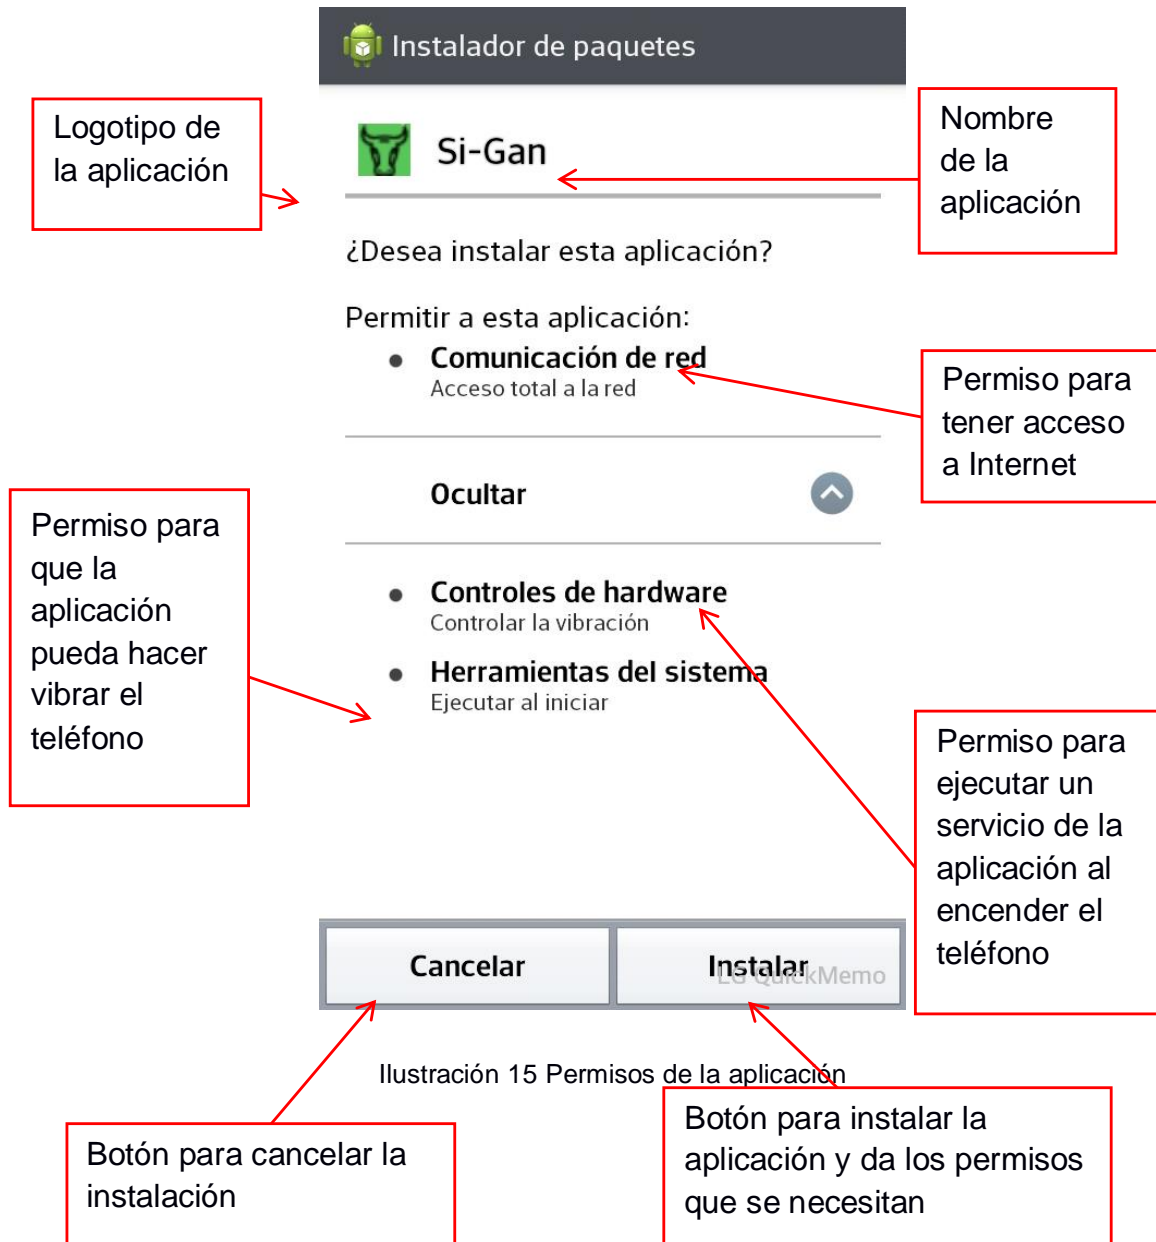 Instalador de paquetes
Logotipo de
la aplicación
Si-Gan
Nombre
de la
aplicación
¿Desea instalar esta aplicación?
Permitir a esta aplicación:
Comunicación de red
Acceso total a la red
Permiso para
tener acceso
a Internet
Ocultar
Permiso para
que la
aplicación
pueda hacer
vibrar el
teléfono
Controles de hardware
Controlar la vibración
Herramientas del sistema
Ejecutar al iniciar
Permiso para
ejecutar un
servicio de la
aplicación al
encender el
teléfono
Cancelar
Instalar
LG QuickMemo
Ilustración 15 Permisos de la aplicación
Botón para cancelar la
instalación
Botón para instalar la
aplicación y da los permisos
que se necesitan